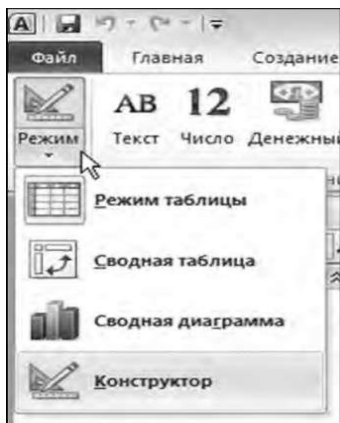 A
Файл Главная Создание
АВ 12
Режим Текст Число Денежный
Режим таблицы
Сводная таблица
Сводная диаграмма
Конструктор